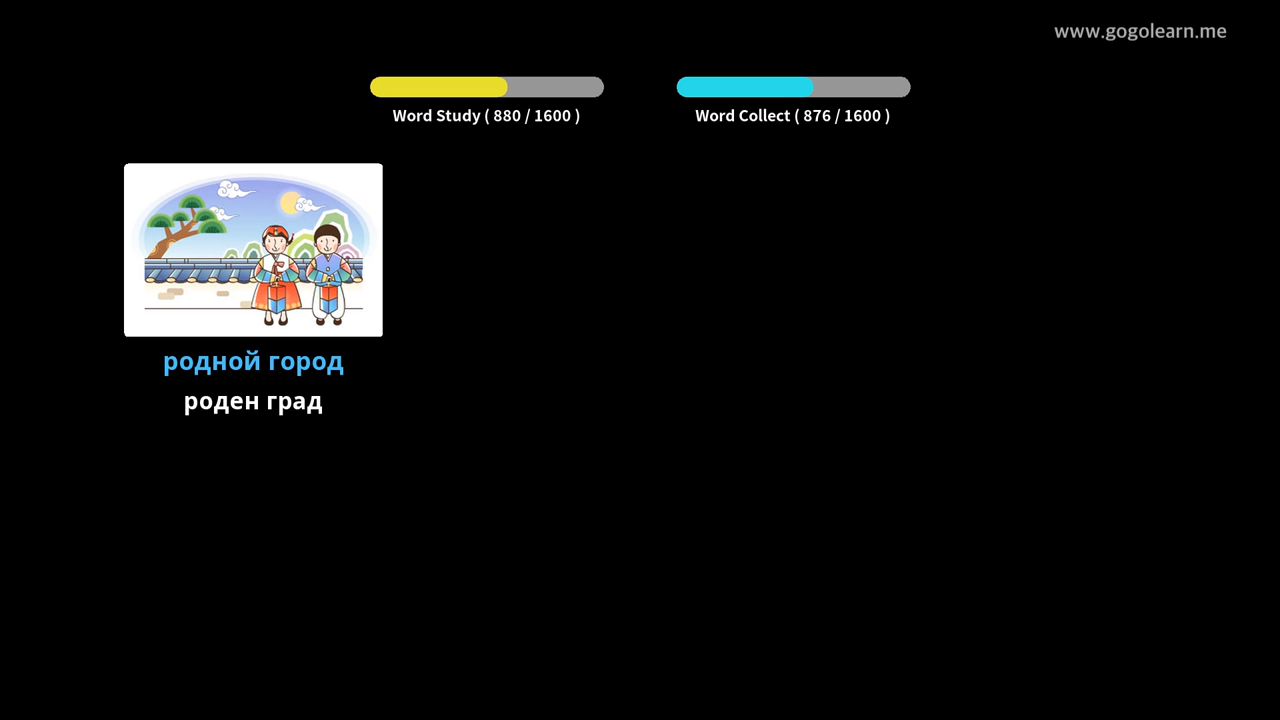 www.gogolearn.me
Word Study ( 880 / 1600 )
Word Collect ( 876 / 1600 )
родной город
роден град